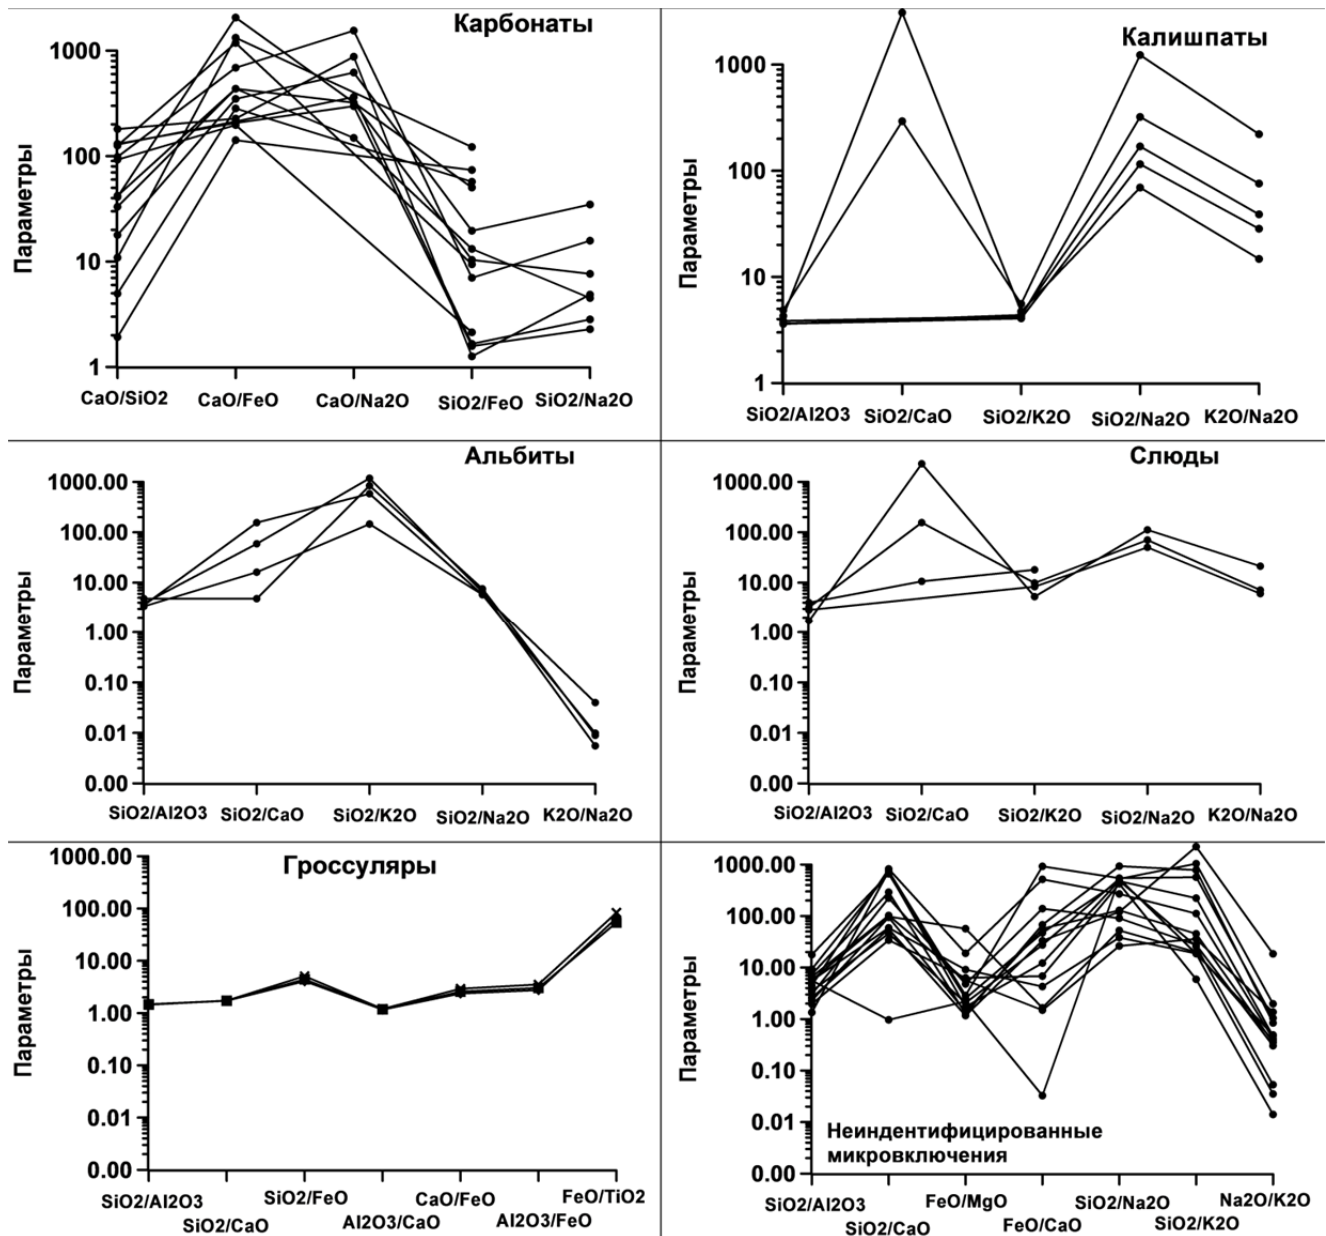 Карбонаты
1000
100
10
1
Параметры
CaO/SiO2
CaO/FeO
CaO/Na2O
SiO2/FeO
SiO2/Na2O
Калишпаты
1000
100
10
1
Параметры
SiO2/Al2O3
SiO2/CaO
SiO2/K2O
SiO2/Na2O
K2O/Na2O
Альбиты
1000.00
100.00
10.00
1.00
0.10
0.01
0.00
Параметры
SiO2/Al2O3
SiO2/CaO
SiO2/K2O
SiO2/Na2O
K2O/Na2O
Слюды
1000.00
100.00
10.00
1.00
0.10
0.01
0.00
Параметры
SiO2/Al2O3
SiO2/CaO
SiO2/K2O
SiO2/Na2O
K2O/Na2O
Гроссуляры
1000.00
100.00
10.00
1.00
0.10
0.01
0.00
Параметры
SiO2/Al2O3
SiO2/CaO
SiO2/FeO
Al2O3/CaO
CaO/FeO
Al2O3/FeO
FeO/TiO2
1000.00
100.00
10.00
1.00
0.10
0.01
0.00
Параметры
Неиндентифицированные
микровключения
SiO2/Al2O3
SiO2/CaO
FeO/MgO
FeO/CaO
SiO2/Na2O
SiO2/K2O
Na2O/K2O